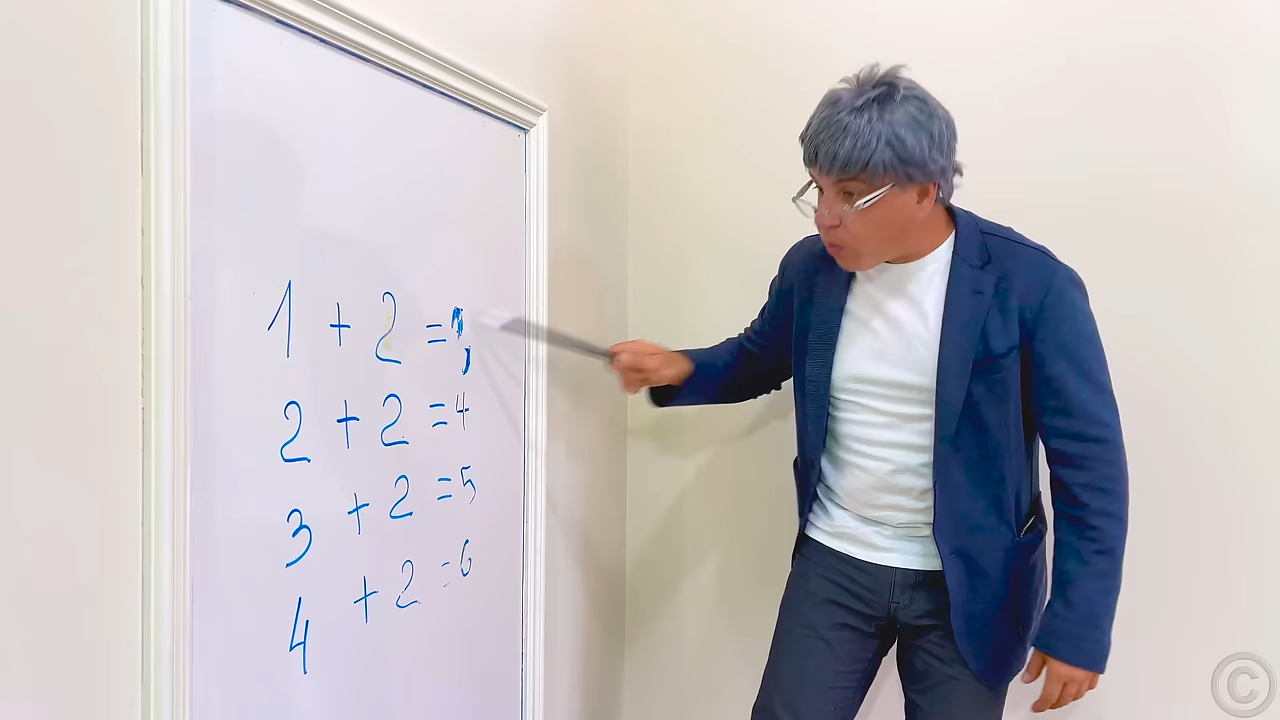 1 + 2 =
2 + 2 = 4
3 + 2 = 5
4 + 2 = 6
©